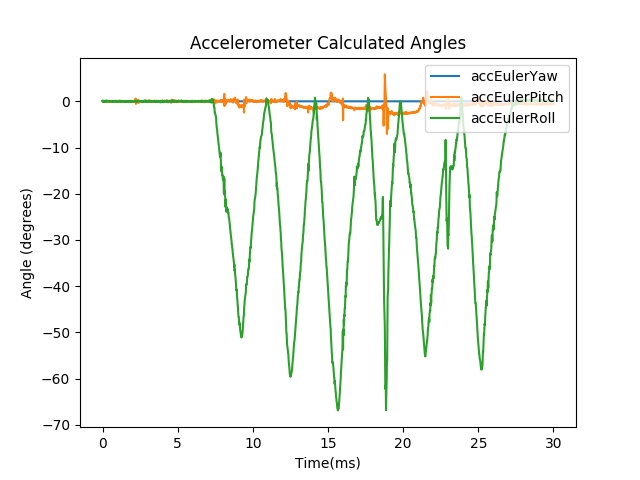 Accelerometer Calculated Angles
accEulerYaw
accEulerPitch
accEulerRoll
Angle (degrees)
0
−10
−20
−30
−40
−50
−60
−70
0 5 10 15 20 25 30
Time(ms)